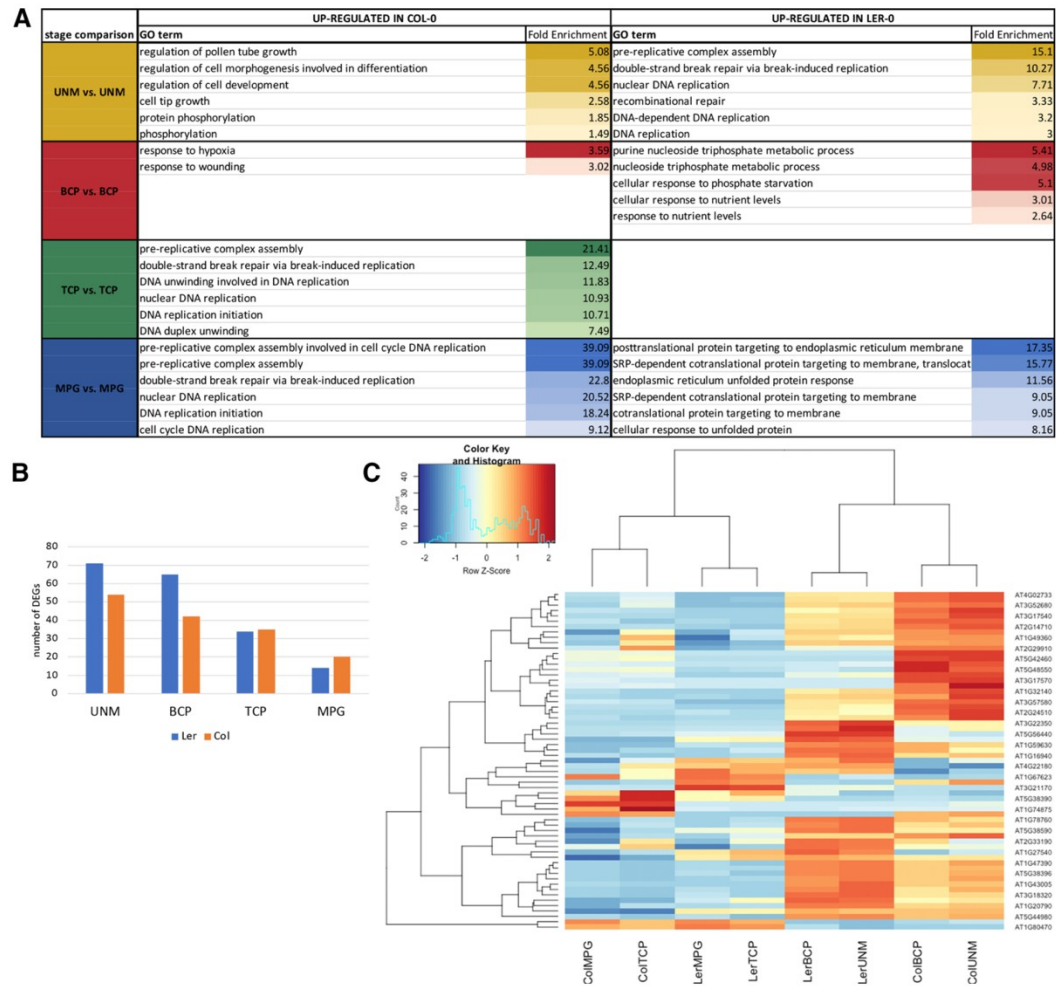 A
UP-REGULATED IN COL-0 UP-REGULATED IN LER-0
stage comparison GO term Fold Enrichment GO term Fold Enrichment
UNM vs. UNM
regulation of pollen tube growth 5.08 pre-replicative complex assembly 15.1
regulation of cell morphogenesis involved in differentiation 4.56 double-strand break repair via break-induced replication 10.27
regulation of cell development 4.56 nuclear DNA replication 7.71
cell tip growth 2.58 recombinational repair 3.33
protein phosphorylation 1.85 DNA-dependent DNA replication 3.2
phosphorylation 1.49 DNA replication 3
BCP vs. BCP
response to hypoxia 3.59 purine nucleoside triphosphate metabolic process 5.41
response to wounding 3.02 nucleoside triphosphate metabolic process 4.98
cellular response to phosphate starvation 5.1
cellular response to nutrient levels 3.01
response to nutrient levels 2.64
TCP vs. TCP
pre-replicative complex assembly 21.41
double-strand break repair via break-induced replication 12.49
DNA unwinding involved in DNA replication 11.83
nuclear DNA replication 10.93
DNA replication initiation 10.71
DNA duplex unwinding 7.49
MPG vs. MPG
pre-replicative complex assembly involved in cell cycle DNA replication 39.09 posttranslational protein targeting to endoplasmic reticulum membrane 17.35
pre-replicative complex assembly 39.09 SRP-dependent cotranslational protein targeting to membrane, translocat 15.77
double-strand break repair via break-induced replication 22.8 endoplasmic reticulum unfolded protein response 11.56
nuclear DNA replication 20.52 SRP-dependent cotranslational protein targeting to membrane 9.05
DNA replication initiation 18.24 cotranslational protein targeting to membrane 9.05
cell cycle DNA replication 9.12 cellular response to unfolded protein 8.16
B
number of DEGs
80
70
60
50
40
30
20
10
0
UNM BCP TCP MPG
Ler Col
C
Color Key
and Histogram
Count
40
30
20
10
0
-2 -1 0 1 2
Row Z-Score
AT4G02733
AT3G52680
AT3G17540
AT2G14710
AT1G49360
AT2G29910
AT5G42460
AT5G48550
AT3G17570
AT1G32140
AT3G57580
AT2G24510
AT3G22350
AT5G56440
AT1G59630
AT1G16940
AT4G22180
AT1G67623
AT3G21170
AT5G38390
AT1G74875
AT1G78760
AT5G38590
AT2G33190
AT1G27540
AT1G47390
AT5G38396
AT1G43005
AT3G18320
AT1G20790
AT5G44980
AT1G80470
ColMPG ColTCP LerMPG LerTCP LerBCP LerUNM ColBCP ColUNM